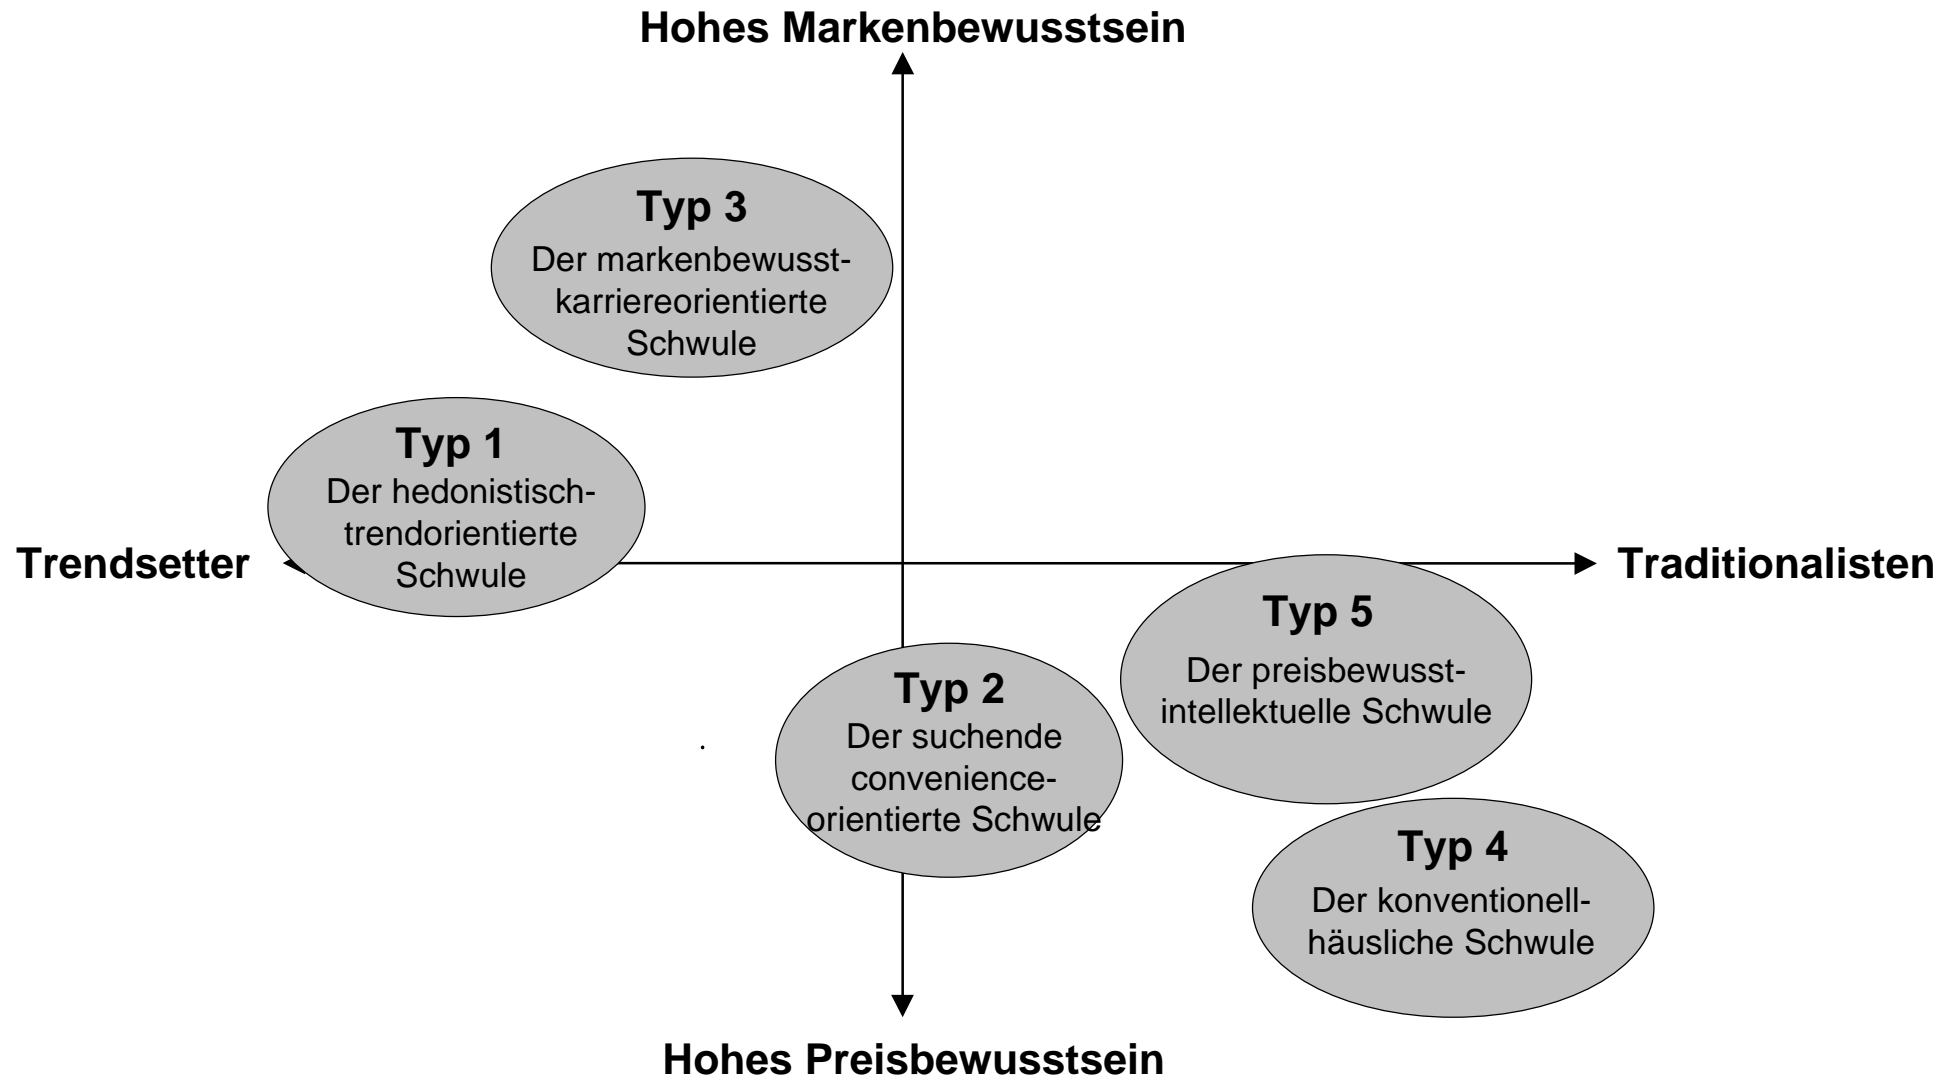 Hohes Markenbewusstsein
Typ 3
Der markenbewusst-
karriereorientierte
Schwule
Typ 1
Der hedonistisch-
trendorientierte
Schwule
Trendsetter
Traditionalisten
Typ 5
Der preisbewusst-
intellektuelle Schwule
Typ 2
Der suchende
convenience-
orientierte Schwule
Typ 4
Der konventionell-
häusliche Schwule
Hohes Preisbewusstsein